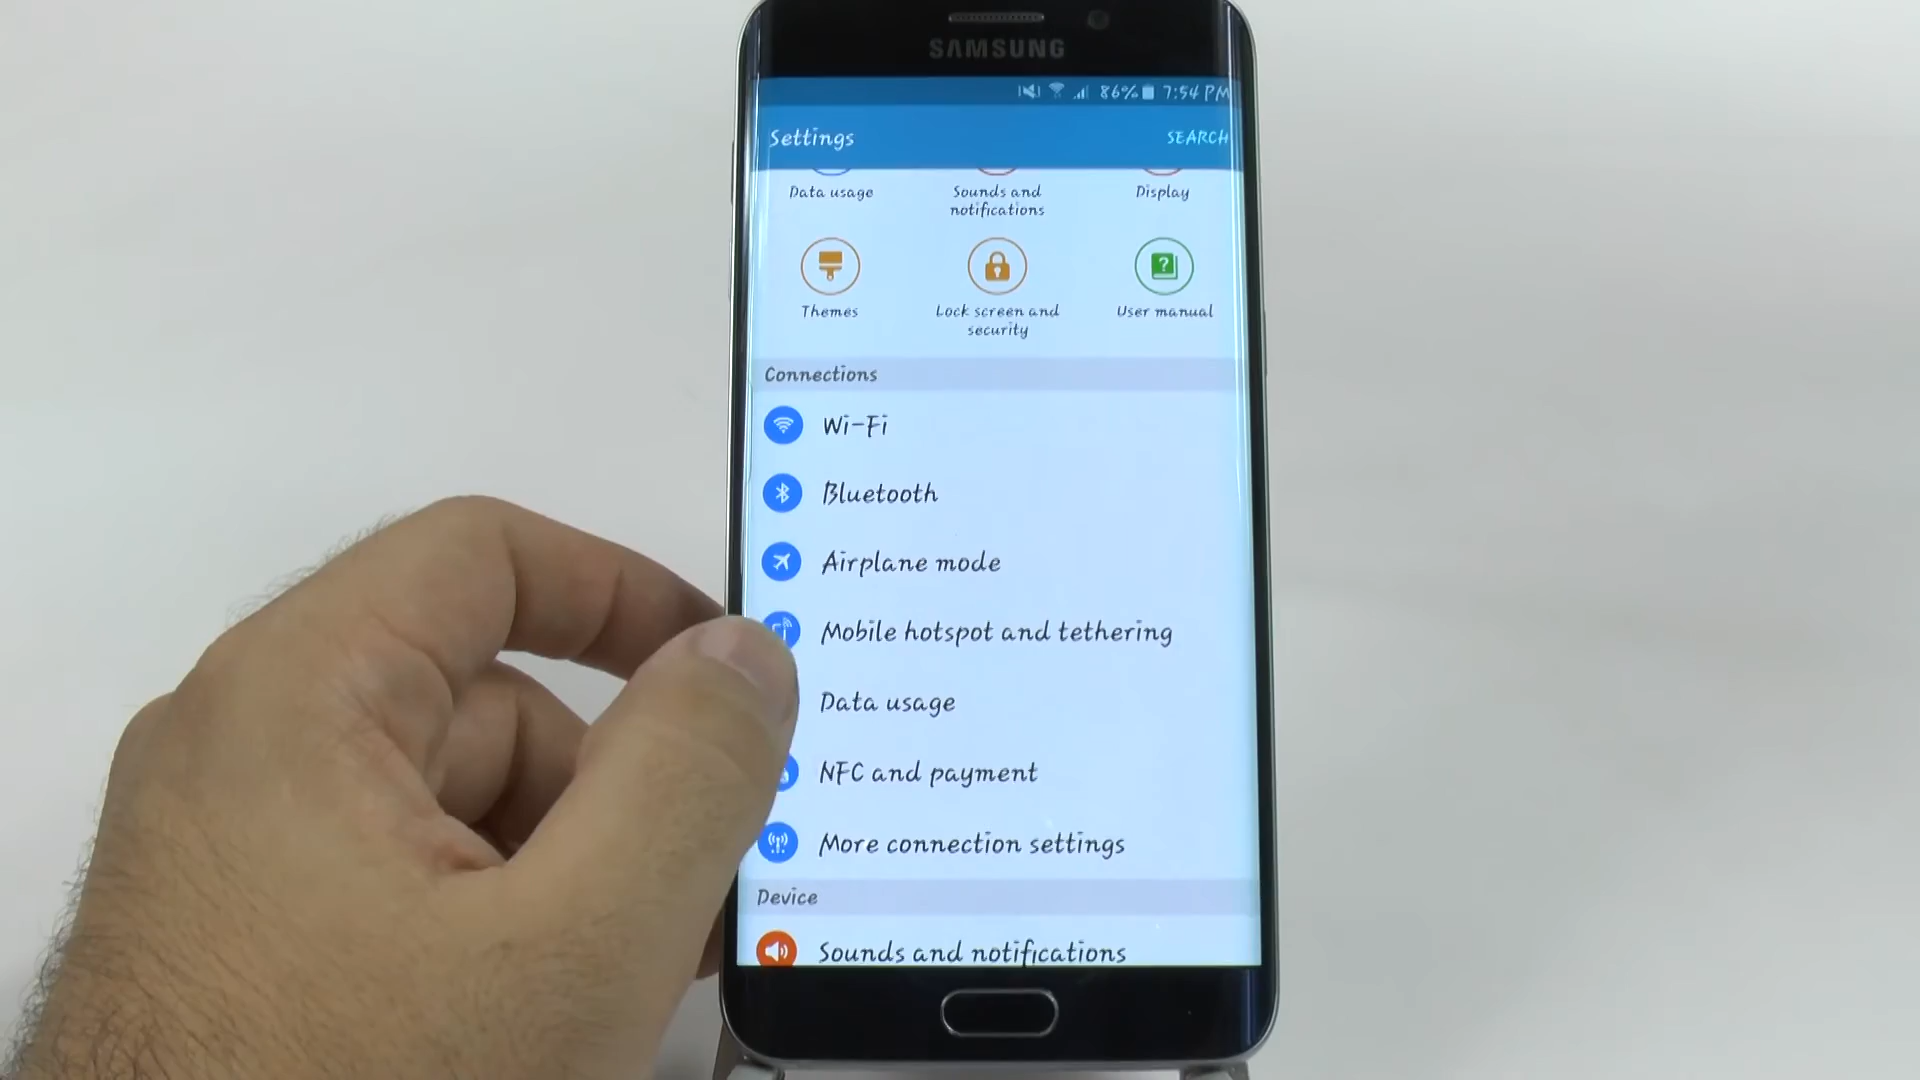 SAMSUNG
86% 7:54 PM
Settings SEARCH
Data usage Sounds and notifications Display
Themes Lock screen and security User manual
Connections
Wi-Fi
Bluetooth
Airplane mode
Mobile hotspot and tethering
Data usage
NFC and payment
More connection settings
Device
Sounds and notifications